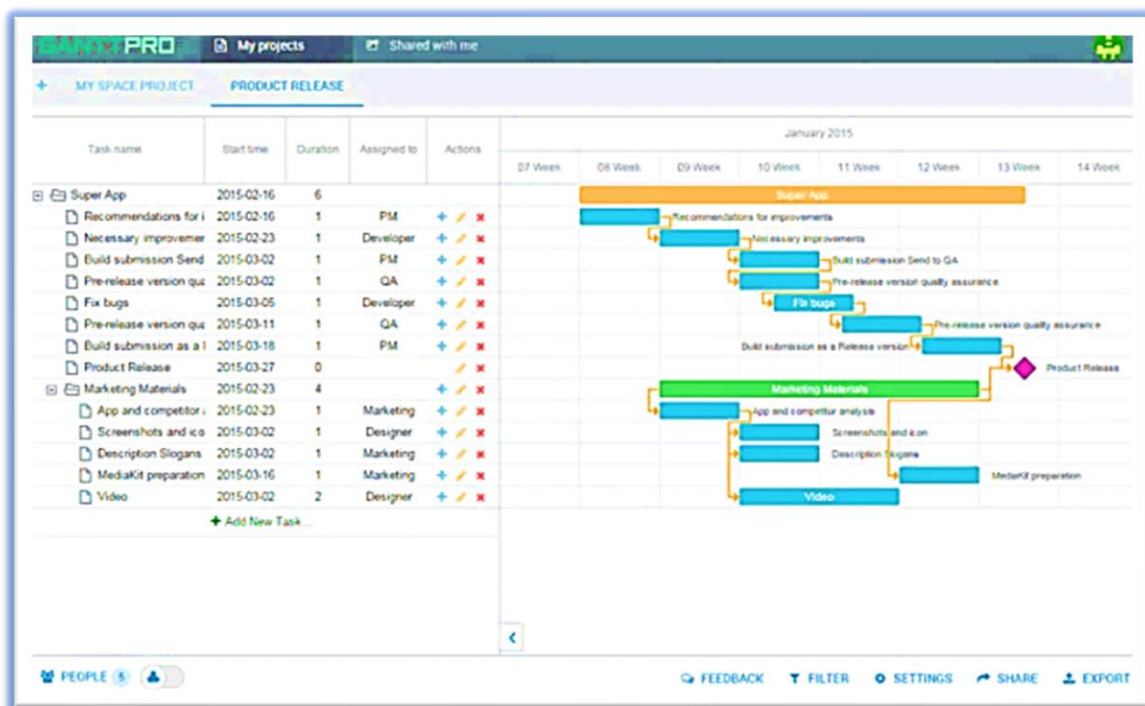 GANTTPRO My projects Shared with me
+ MY SPACE PROJECT PRODUCT RELEASE
Task name Start time Duration Assigned to Actions January 2015
07 Week 08 Week 09 Week 10 Week 11 Week 12 Week 13 Week 14 Week
Super App 2015-02-16 6 Super App
Recommendations for i 2015-02-16 1 PM Recommendations for improvements
Necessary improvemer 2015-02-23 1 Developer Necessary improvements
Build submission Send 2015-03-02 1 PM Build submission Send to QA
Pre-release version qua 2015-03-02 1 QA Pre-release version quality assurance
Fix bugs 2015-03-05 1 Developer Fix bugs
Pre-release version qua 2015-03-11 1 QA Pre-release version quality assurance
Build submission as a 2015-03-18 1 PM Build submission as a Release version
Product Release 2015-03-27 0 Product Release
Marketing Materials 2015-02-23 4 Marketing Materials
App and competitor 2015-02-23 1 Marketing App and competitor analysis
Screenshots and ico 2015-03-02 1 Designer Screenshots and icon
Description Slogans 2015-03-02 1 Marketing Description Slogans
MediaKit preparation 2015-03-16 1 Marketing MediaKit preparation
Video 2015-03-02 2 Designer Video
+ Add New Task...
PEOPLE 5 FEEDBACK FILTER SETTINGS SHARE EXPORT